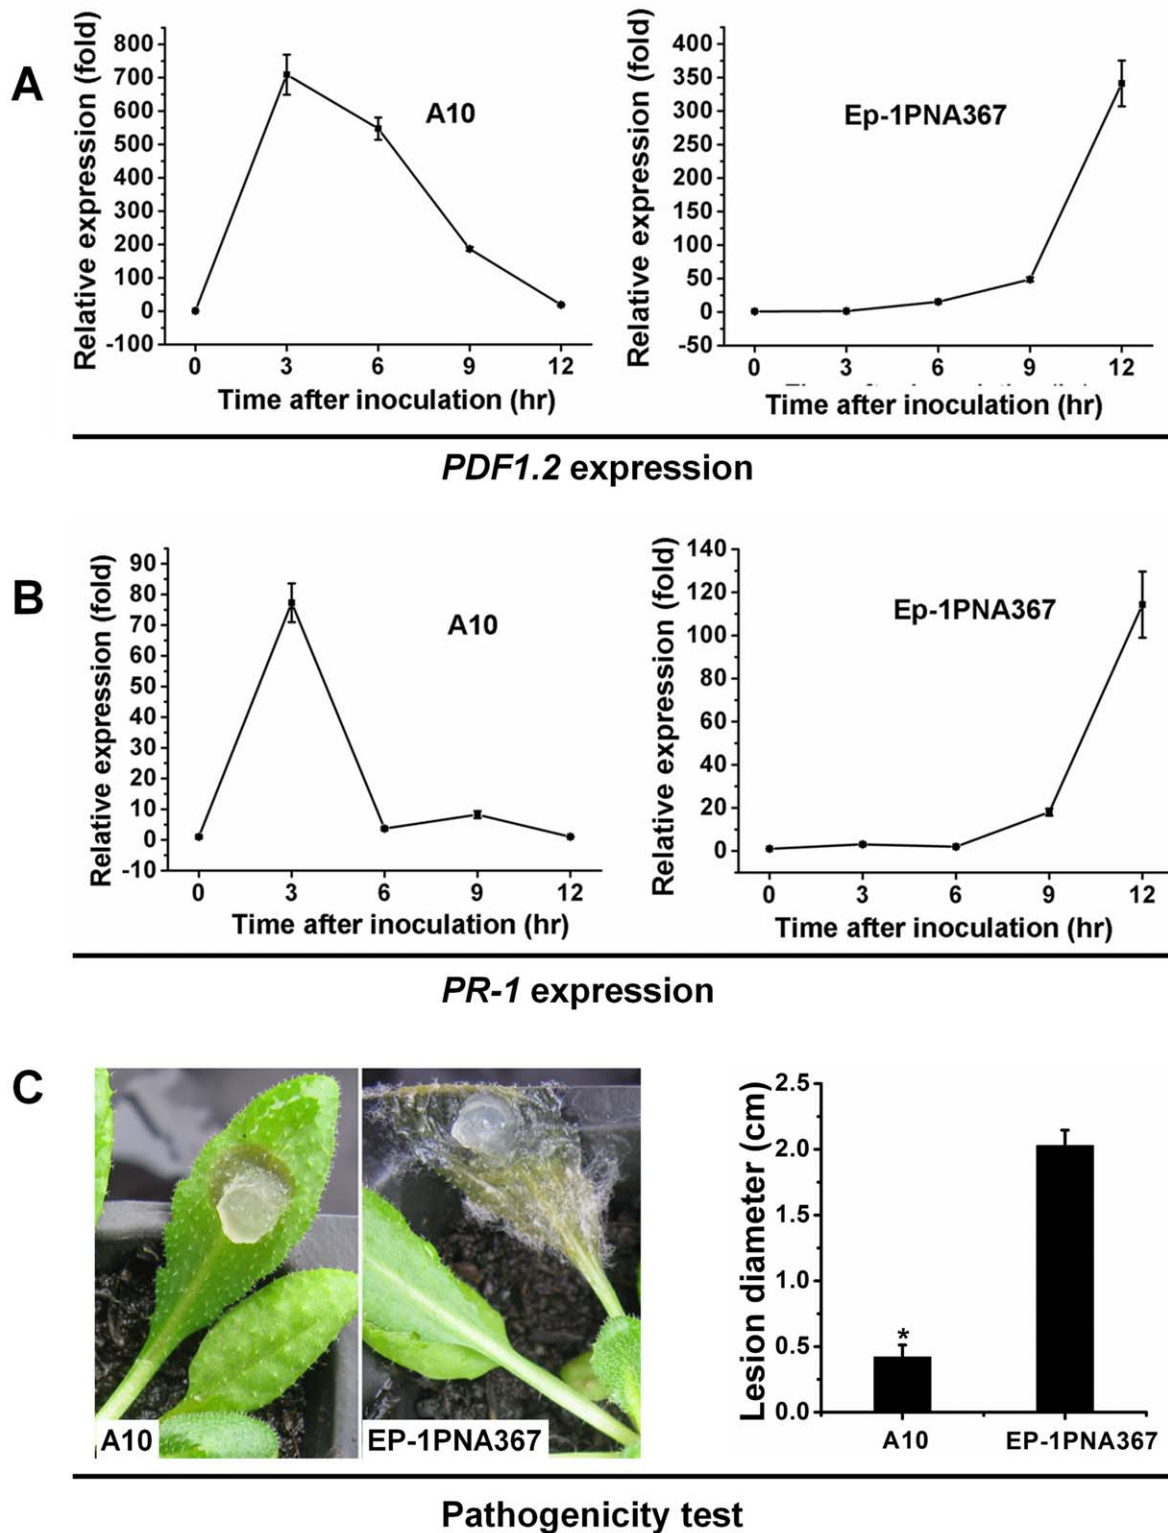 A
Relative expression (fold)
800
700
600
500
400
300
200
100
0
-100
A10
0 3 6 9 12
Time after inoculation (hr)
Relative expression (fold)
400
350
300
250
200
150
100
50
0
-50
Ep-1PNA367
0 3 6 9 12
Time after inoculation (hr)
PDF1.2 expression
B
Relative expression (fold)
90
80
70
60
50
40
30
20
10
0
-10
A10
0 3 6 9 12
Time after inoculation (hr)
Relative expression (fold)
140
120
100
80
60
40
20
0
Ep-1PNA367
0 3 6 9 12
Time after inoculation (hr)
PR-1 expression
C
A10
EP-1PNA367
Lesion diameter (cm)
2.5
2.0
1.5
1.0
0.5
0.0
*
A10 EP-1PNA367
Pathogenicity test